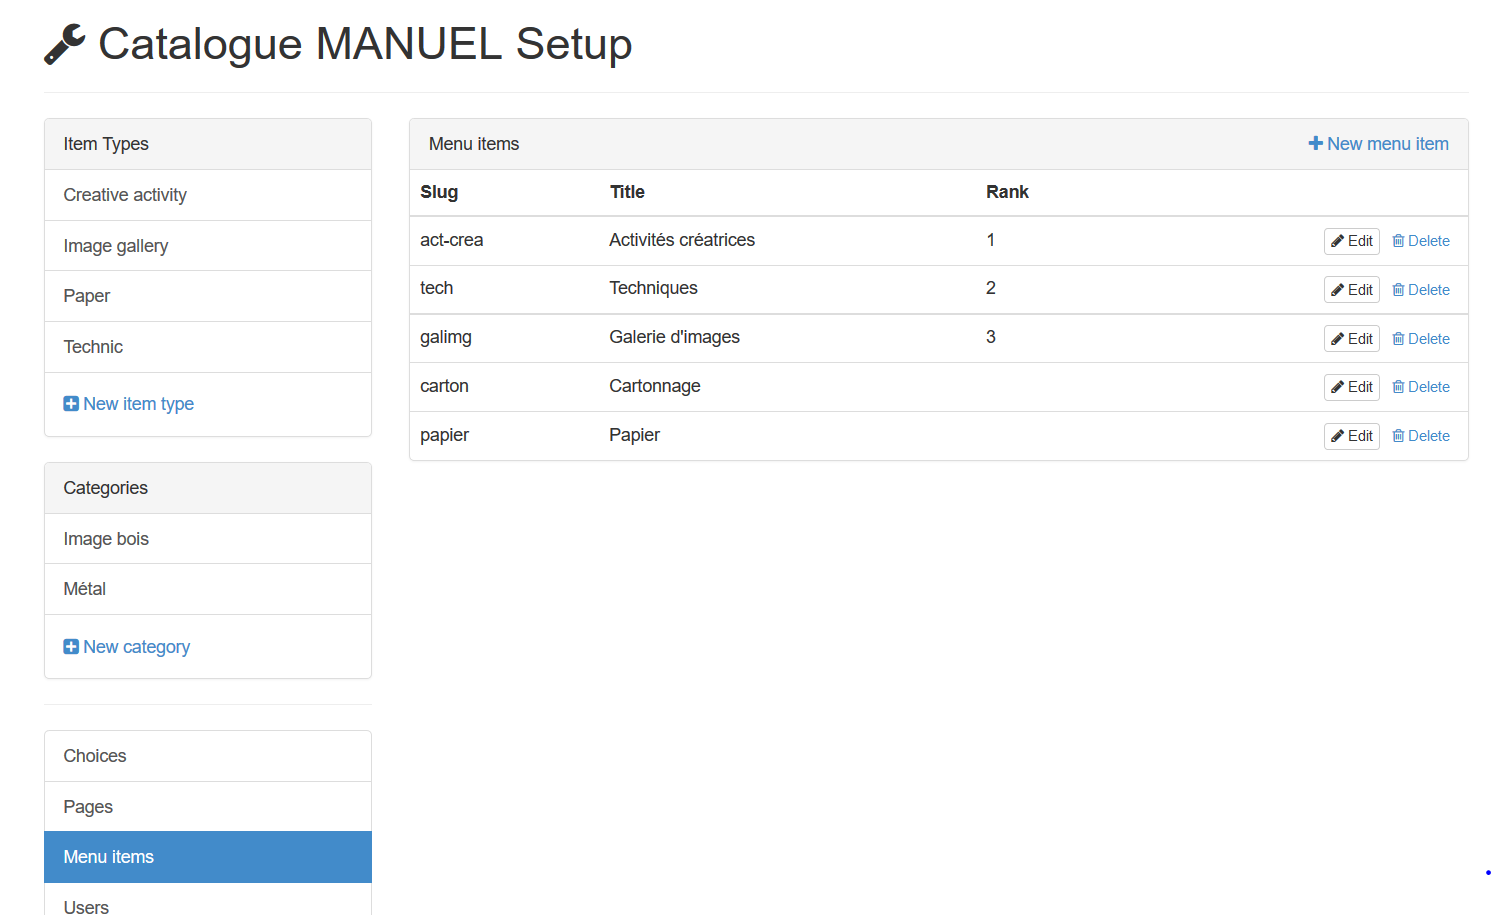 Catalogue MANUEL Setup
Item Types
Creative activity
Image gallery
Paper
Technic
New item type
Categories
Image bois
Métal
New category
Choices
Pages
Menu items
Users
Menu items New menu item
Slug Title Rank
act-crea Activités créatrices 1 Edit Delete
tech Techniques 2 Edit Delete
galimg Galerie d'images 3 Edit Delete
carton Cartonnage Edit Delete
papier Papier Edit Delete